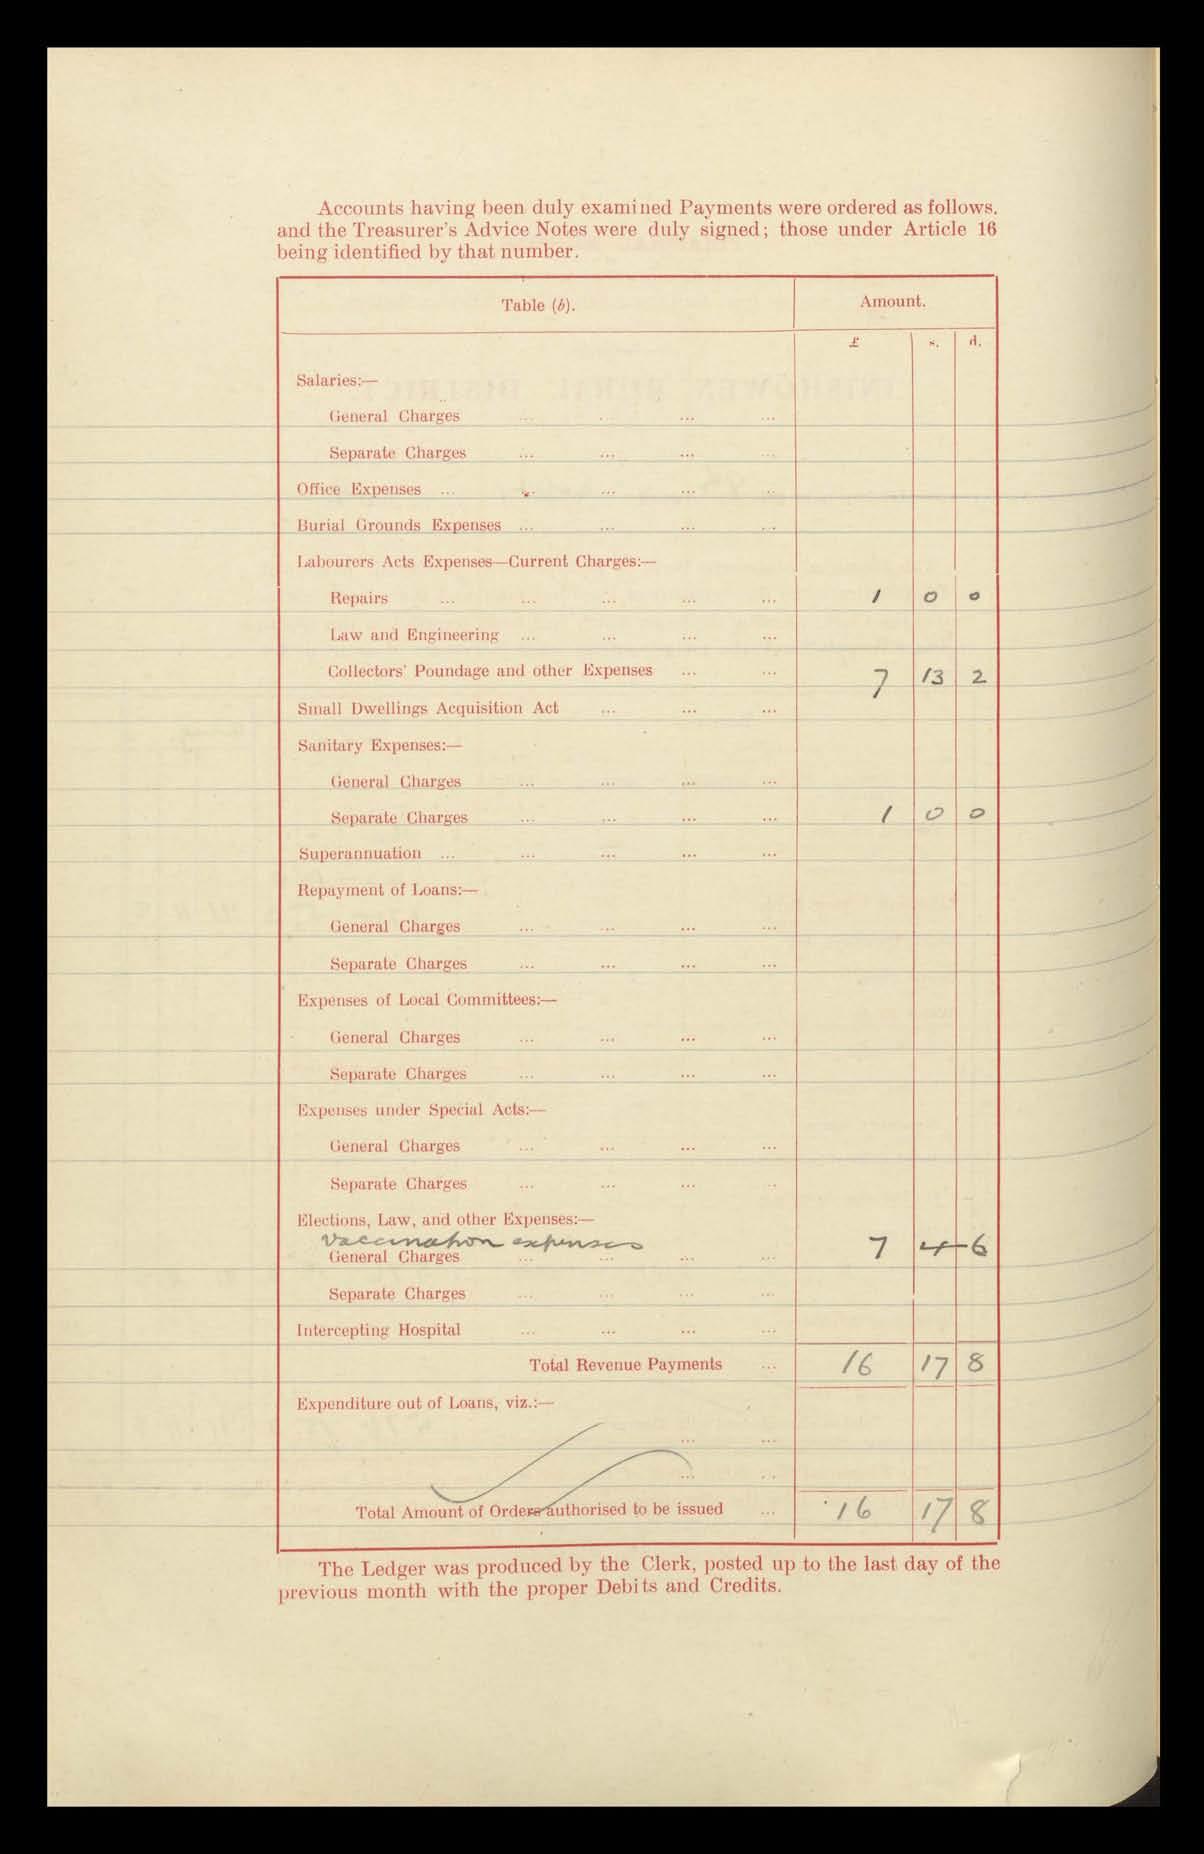 Accounts having been duly examined Payments were ordered as follows,
and the Treasurer's Advice Notes were duly signed; those under Article 16
being identified by that number.
Table (b). Amount.
£ s. d.
Salaries:—
General Charges ... ... ... ...
Separate Charges ... ... ... ...
Office Expenses ... ... ... ... ...
Burial Grounds Expenses ... ... ... ...
Labourers Acts Expenses—Current Charges:—
Repairs ... ... ... ... ... 1 0 0
Law and Engineering ... ... ... ...
Collectors' Poundage and other Expenses ... ... 7 13 2
Small Dwellings Acquisition Act ... ... ...
Sanitary Expenses:—
General Charges ... ... ... ...
Separate Charges ... ... ... ... 1 0 0
Superannuation ... ... ... ... ...
Repayment of Loans:—
General Charges ... ... ... ...
Separate Charges ... ... ... ...
Expenses of Local Committees:—
General Charges ... ... ... ...
Separate Charges ... ... ... ...
Expenses under Special Acts:—
General Charges ... ... ... ...
Separate Charges ... ... ... ...
Elections, Law, and other Expenses:—
Vaccination expenses
General Charges ... ... ... ... 7 4 6
Separate Charges ... ... ... ...
Intercepting Hospital ... ... ... ...
Total Revenue Payments ... 16 17 8
Expenditure out of Loans, viz.:—
... ...
... ...
Total Amount of Orders authorised to be issued ... 16 17 8
The Ledger was produced by the Clerk, posted up to the last day of the
previous month with the proper Debits and Credits.